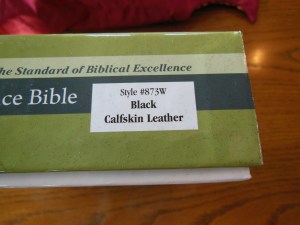 the Standard of Biblical Excellence
ce Bible
Style #873W
Black
Calfskin Leather